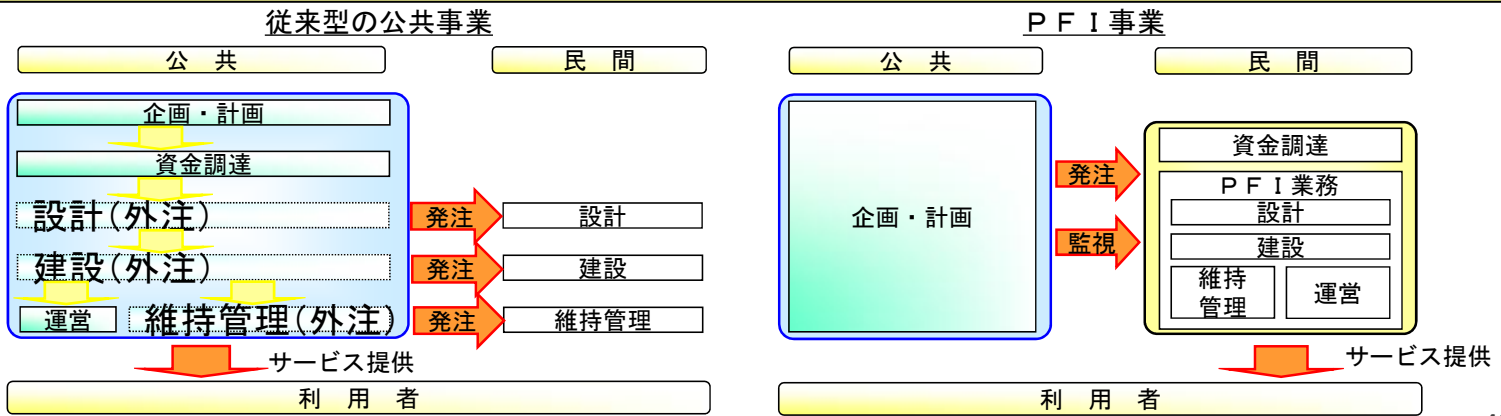 従来型の公共事業
公 共
民 間
企画・計画
資金調達
設計(外注)
発注
設計
建設(外注)
発注
建設
運営
維持管理(外注)
発注
維持管理
サービス提供
利 用 者
PFI事業
公 共
民 間
企画・計画
発注
監視
資金調達
PFI業務
設計
建設
維持
管理
運営
サービス提供
利 用 者